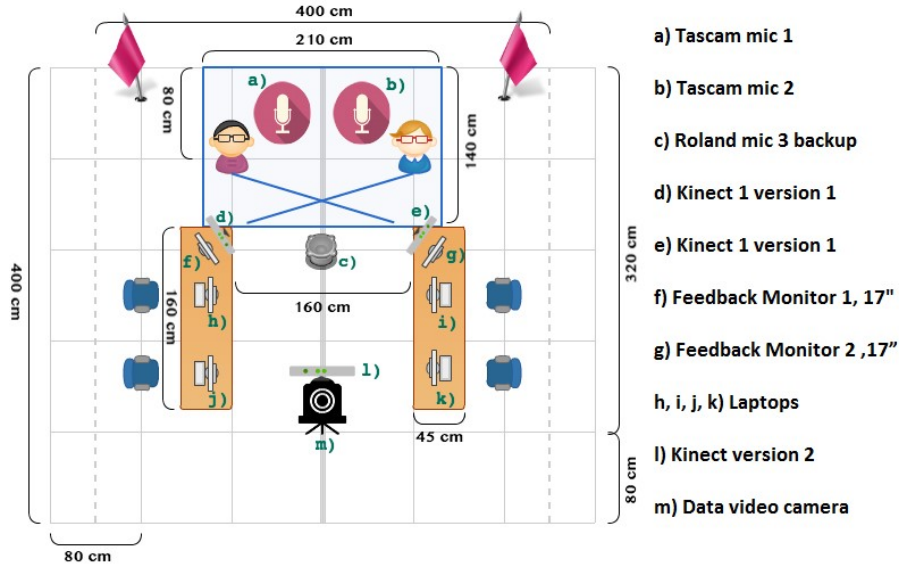 400 cm
210 cm
a) Tascam mic 1
a)
b)
b) Tascam mic 2
80 cm
140 cm
c) Roland mic 3 backup
d) Kinect 1 version 1
d)
e)
e) Kinect 1 version 1
f)
c)
g)
400 cm
320 cm
f) Feedback Monitor 1, 17"
160 cm
160 cm
h)
i)
g) Feedback Monitor 2 ,17”
l)
j)
k)
h, i, j, k) Laptops
m)
45 cm
l) Kinect version 2
80 cm
m) Data video camera
80 cm